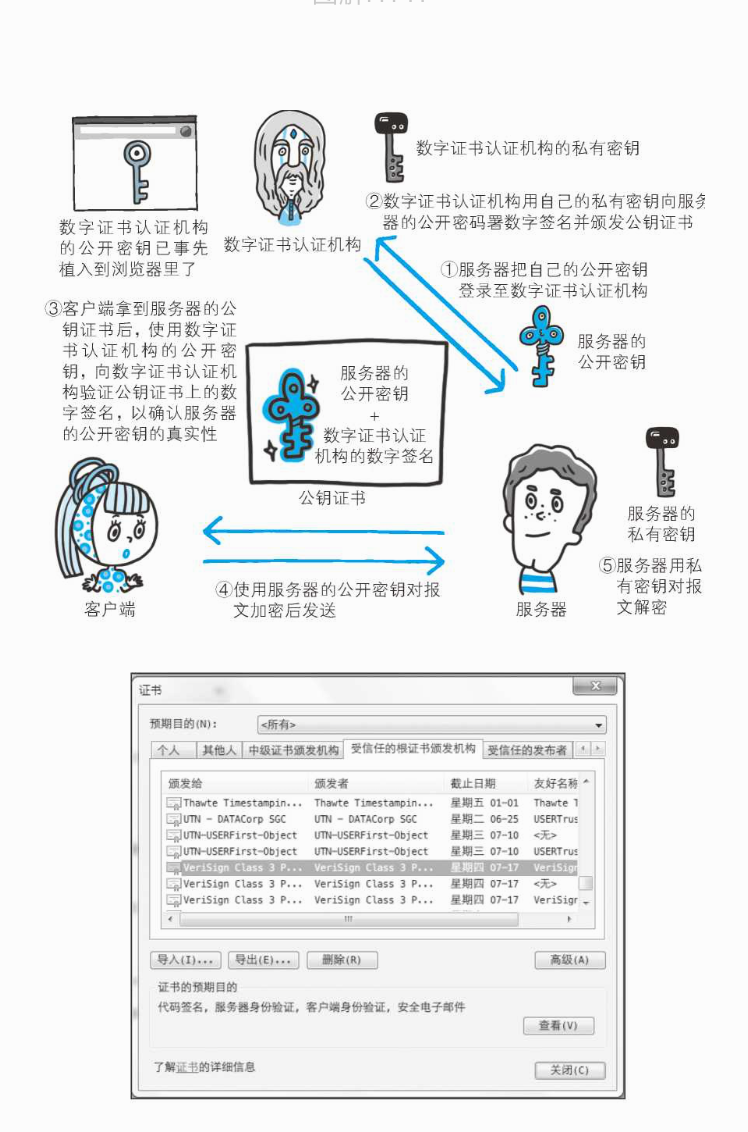 数字证书认证机构的私有密钥
②数字证书认证机构用自己的私有密钥向服务
器的公开密码署数字签名并颁发公钥证书
数字证书认证机构
的公开密钥已事先
植入到浏览器里了
数字证书认证机构
①服务器把自己的公开密钥
登录至数字证书认证机构
③客户端拿到服务器的公
钥证书后，使用数字证
书认证机构的公开密
钥，向数字证书认证机
构验证公钥证书上的数
字签名，以确认服务器
的公开密钥的真实性
服务器的
公开密钥
服务器的
公开密钥
+
数字证书认证
机构的数字签名
公钥证书
服务器的
私有密钥
④使用服务器的公开密钥对报
文加密后发送
⑤服务器用私
有密钥对报
文解密
客户端
服务器
证书
预期目的(N):
<所有>
个人 其他人 中级证书颁发机构 受信任的根证书颁发机构 受信任的发布者
颁发给 颁发者 截止日期 友好名称
Thawte Timestampin... Thawte Timestampin... 星期五 01-01 Thawte T
UTN - DATACorp SGC UTN - DATACorp SGC 星期二 06-25 USERTrus
UTN-USERFirst-Object UTN-USERFirst-Object 星期三 07-10 <无>
UTN-USERFirst-Object UTN-USERFirst-Object 星期三 07-10 USERTrus
VeriSign Class 3 P... VeriSign Class 3 P... 星期四 07-17 VeriSign
VeriSign Class 3 P... VeriSign Class 3 P... 星期四 07-17 <无>
VeriSign Class 3 P... VeriSign Class 3 P... 星期四 07-17 VeriSigr
导入(I)... 导出(E)... 删除(R) 高级(A)
证书的预期目的
代码签名，服务器身份验证，客户端身份验证，安全电子邮件
查看(V)
了解证书的详细信息
关闭(C)